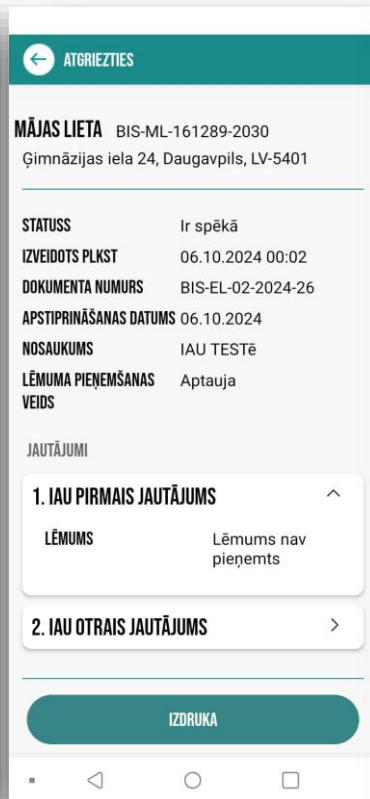 ATGRIEZTIES
MĀJAS LIETA BIS-ML-161289-2030
Ģimnāzijas iela 24, Daugavpils, LV-5401
STATUSS Ir spēkā
IZVEIDOTS PLKST 06.10.2024 00:02
DOKUMENTA NUMURS BIS-EL-02-2024-26
APSTIPRINĀŠANAS DATUMS 06.10.2024
NOSAUKUMS IAU TESTē
LĒMUMA PIEŅEMŠANAS VEIDS Aptauja
JAUTĀJUMI
1. IAU PIRMAIS JAUTĀJUMS
LĒMUMS Lēmums nav
pieņemts
2. IAU OTRAIS JAUTĀJUMS
IZDRUKA